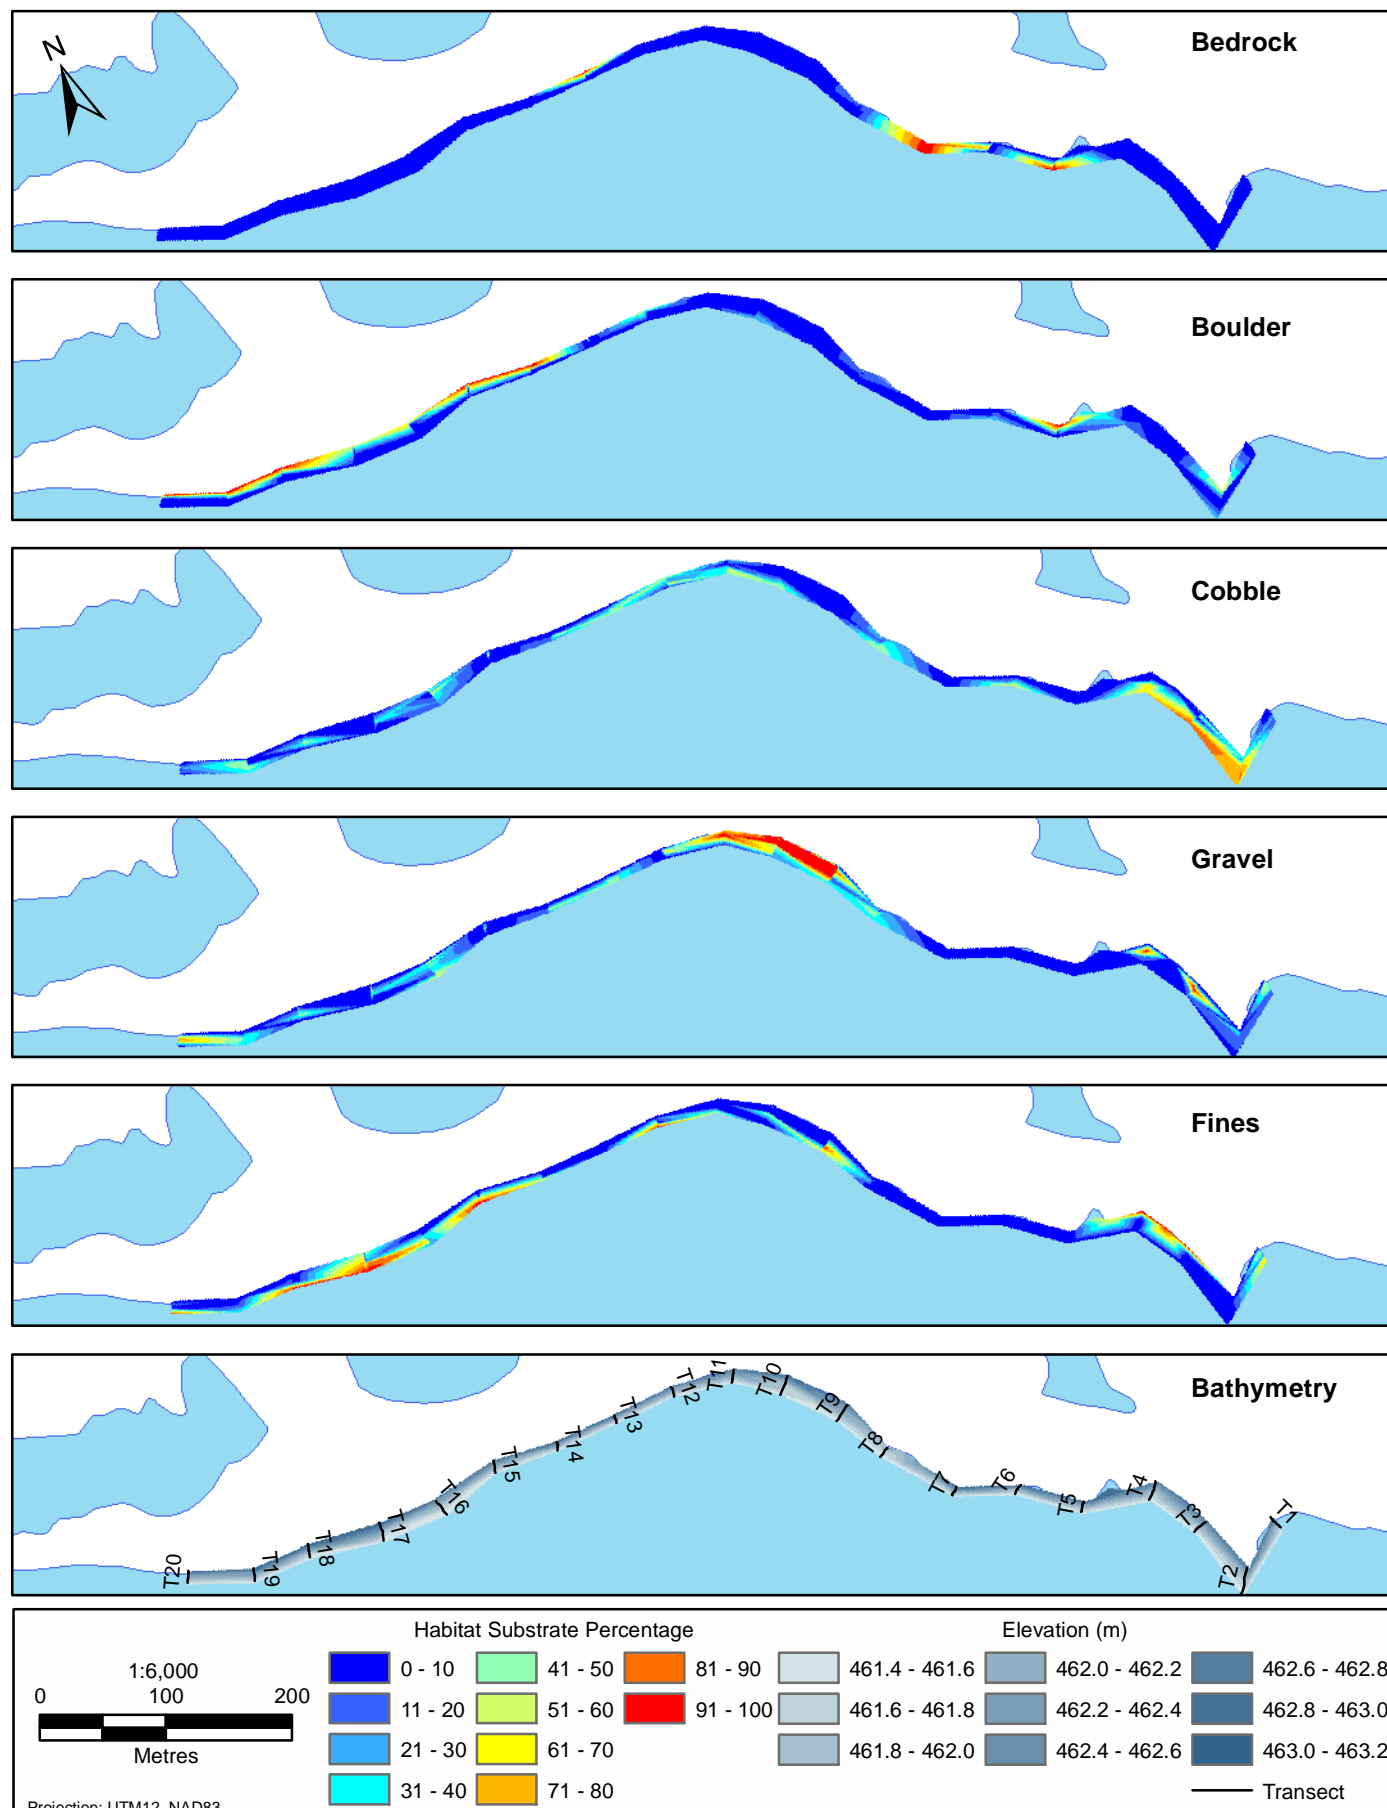 N
Bedrock
Boulder
Cobble
Gravel
Fines
Bathymetry
T20
T19
T18
T17
T16
T15
T14
T13
T12
T11
T10
T9
T8
T7
T6
T5
T4
T3
T2
T1
1:6,000
0 100 200
Metres
Projection: UTM12, NAD83
Habitat Substrate Percentage
0 - 10
11 - 20
21 - 30
31 - 40
41 - 50
51 - 60
61 - 70
71 - 80
81 - 90
91 - 100
Elevation (m)
461.4 - 461.6
461.6 - 461.8
461.8 - 462.0
462.0 - 462.2
462.2 - 462.4
462.4 - 462.6
462.6 - 462.8
462.8 - 463.0
463.0 - 463.2
Transect